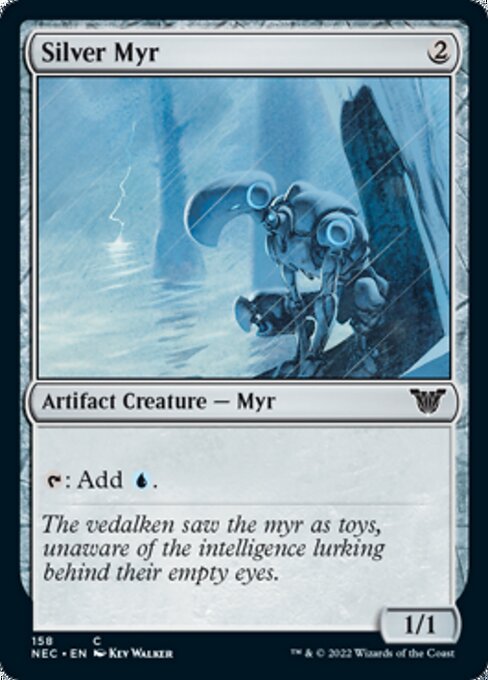 Silver Myr 2
Artifact Creature — Myr
: Add .
The vedalken saw the myr as toys,
unaware of the intelligence lurking
behind their empty eyes.
1/1
158 C
NEC • EN Kev Walker ™ & © 2022 Wizards of the Coast